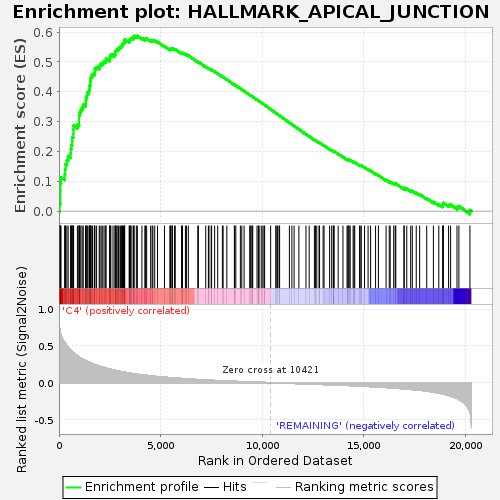 Enrichment plot: HALLMARK_APICAL_JUNCTION
Enrichment score (ES)
0.6
0.5
0.4
0.3
0.2
0.1
0.0
Ranked list metric (Signal2Noise)
1.0
0.5
0.0
-0.5
'C4' (positively correlated)
Zero cross at 10421
'REMAINING' (negatively correlated)
0
5,000
10,000
15,000
20,000
Rank in Ordered Dataset
Enrichment profile
Hits
Ranking metric scores